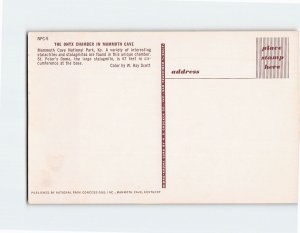 NPC-5
THE ONYX CHAMBER IN MAMMOTH CAVE
Mammoth Cave National Park, Ky. A variety of interesting
stalactites and stalagmites are found in this unique chamber.
St. Peter's Dome, the large stalagmite, is 47 feet in cir-
cumference at the base.
Color by W. Ray Scott
place
stamp
here
address
PUBLISHED BY NATIONAL PARK CONCESSIONS, INC., MAMMOTH CAVE, KENTUCKY